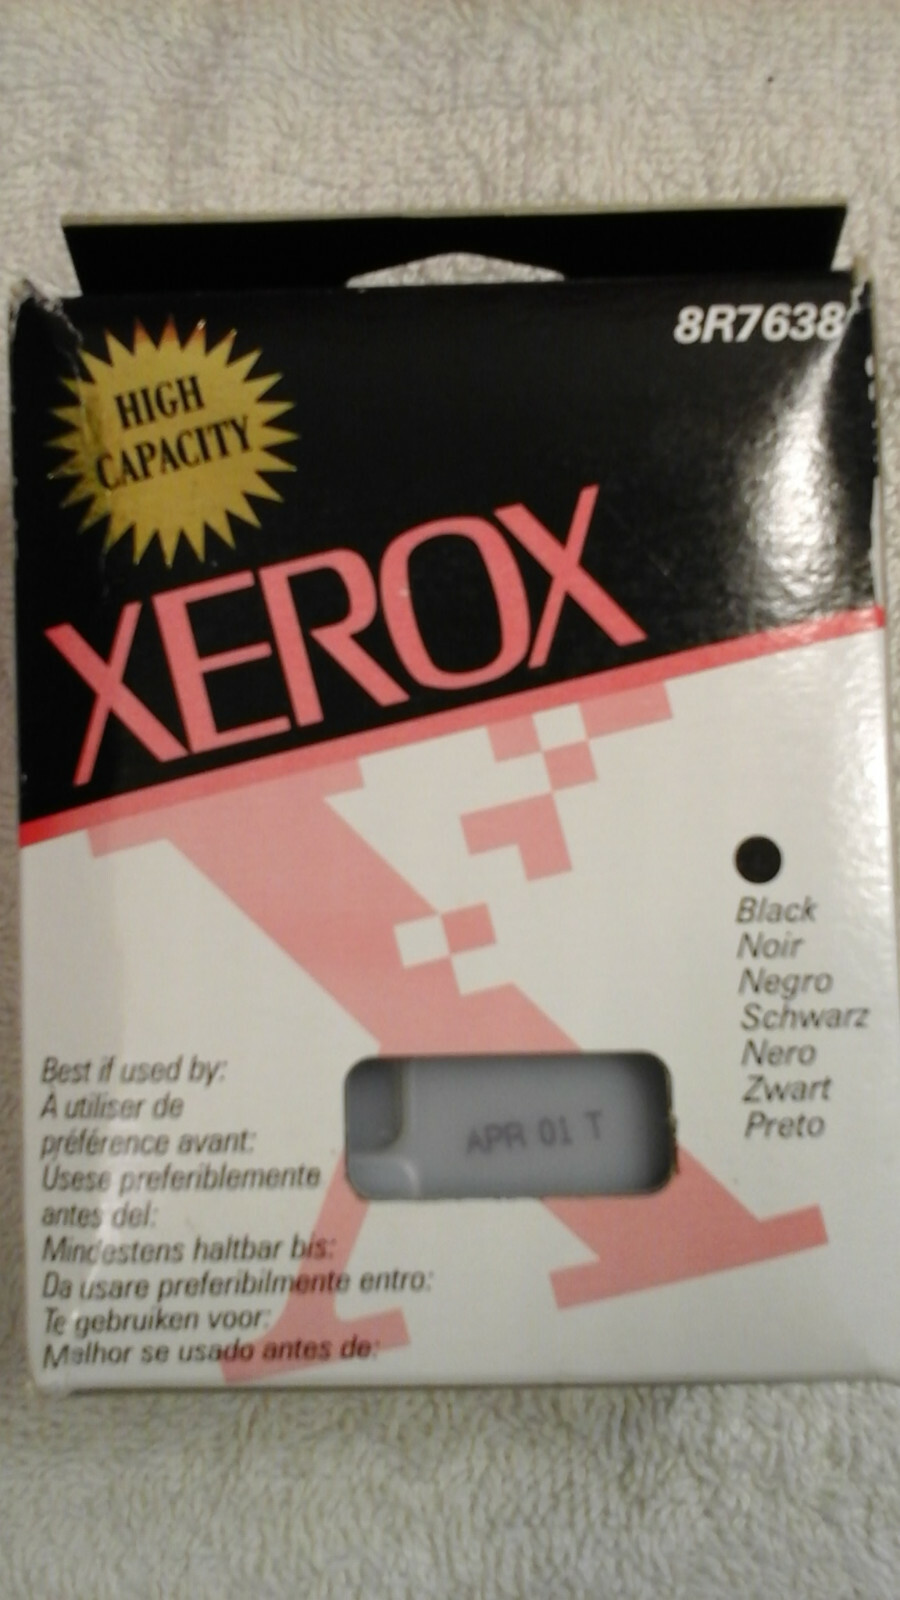 8R7638
HIGH
CAPACITY
XEROX
Black
Noir
Negro
Schwarz
Nero
Zwart
Preto
Best if used by:
A utiliser de
préférence avant:
Usese preferiblemente
antes del:
Mindestens haltbar bis:
Da usare preferibilmente entro:
Te gebruiken voor:
Melhor se usado antes de:
APR 01 T